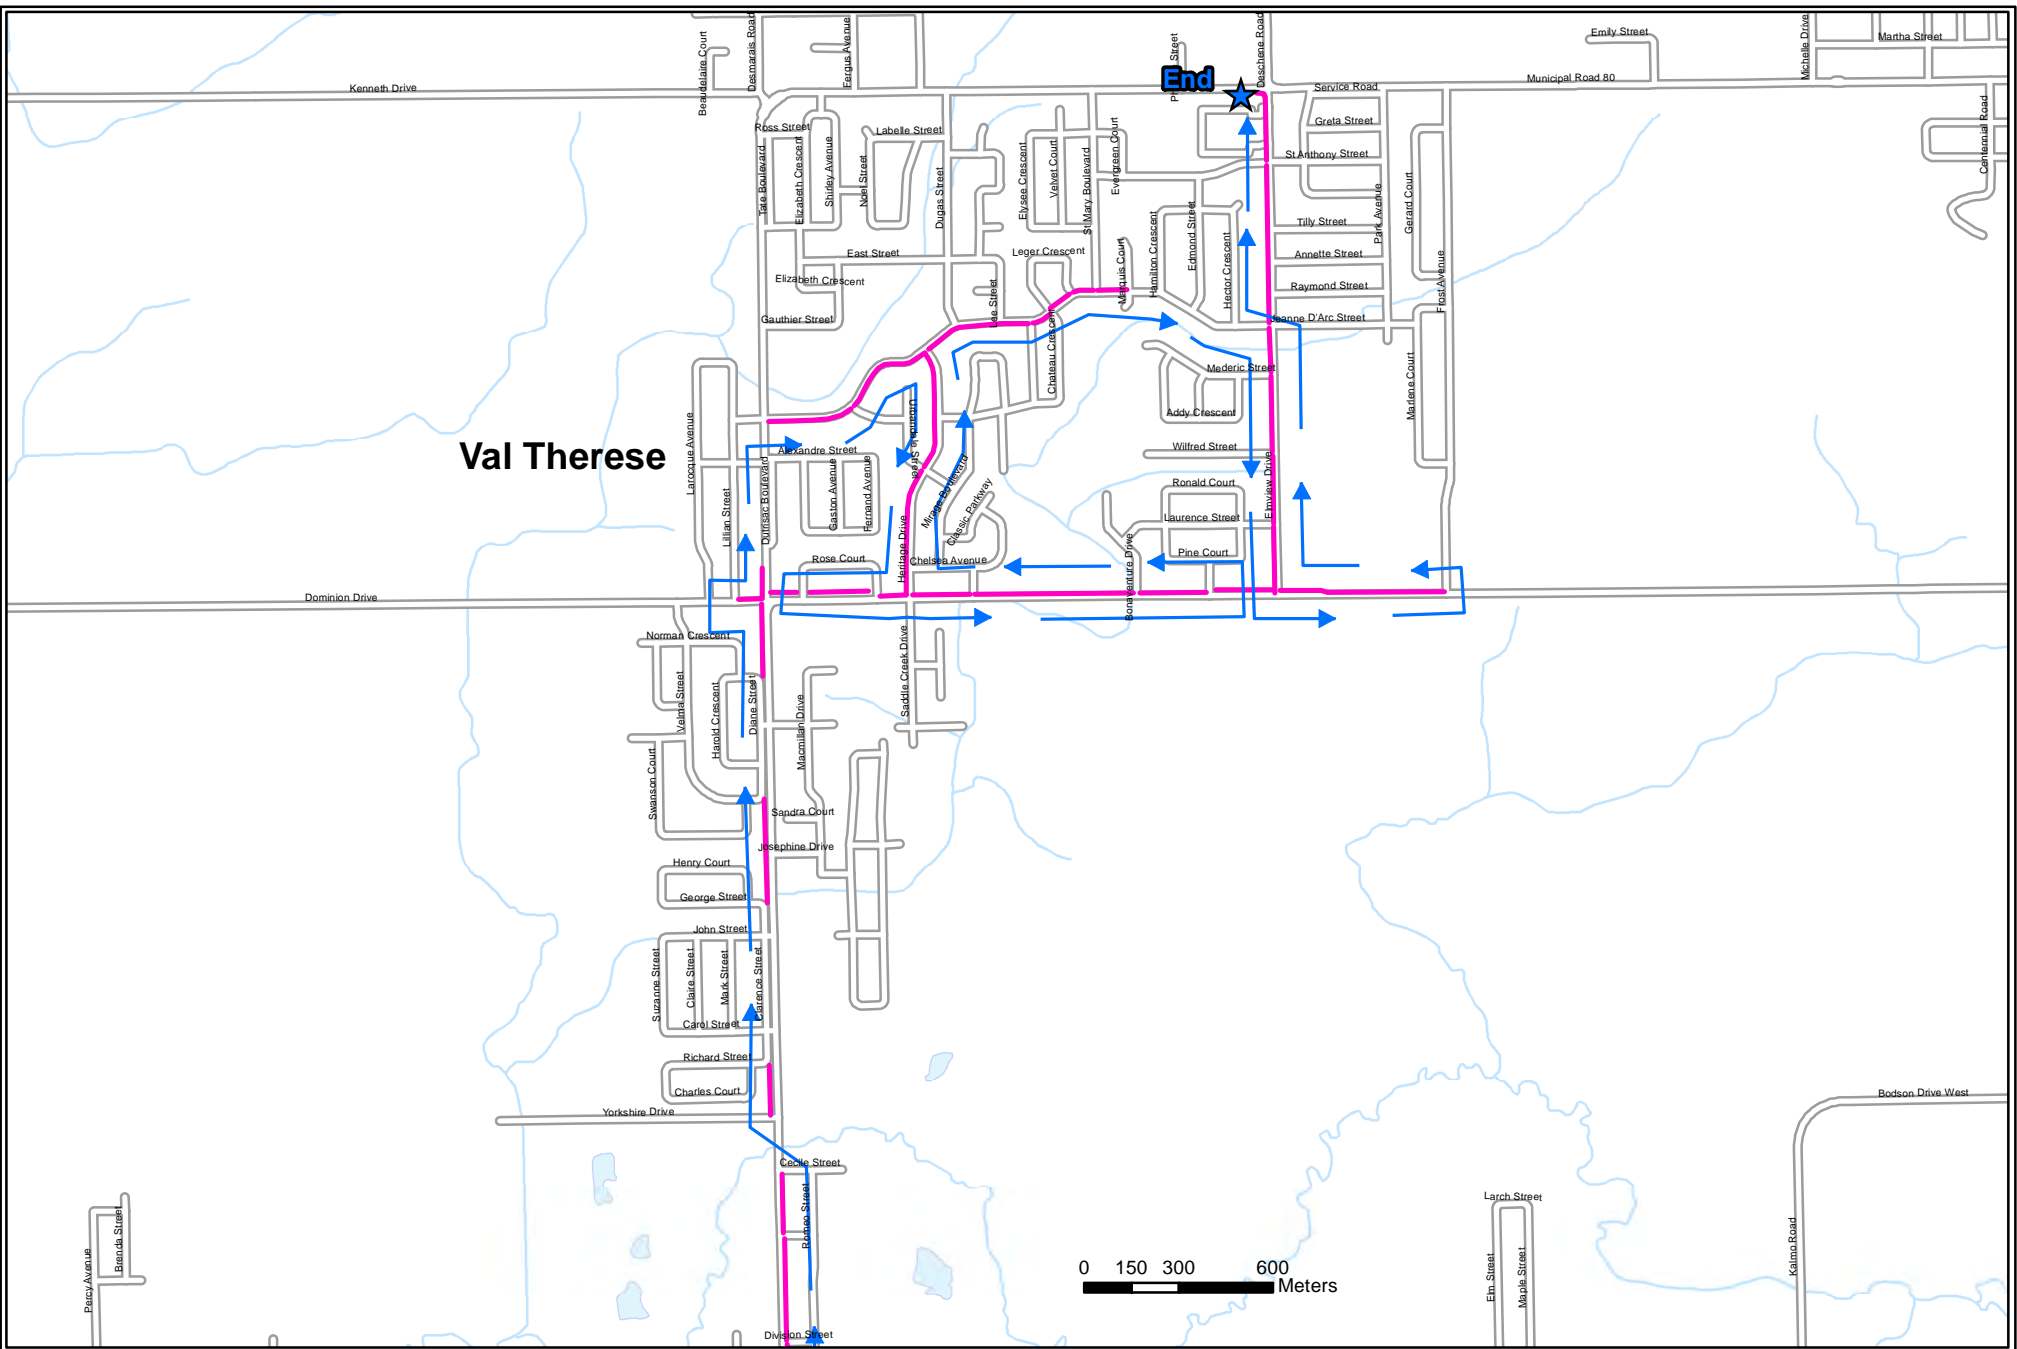 Emily Street
Martha Street
Michelle Drive
Beaudelaire Court
Desmarais Road
Fergus Avenue
Street
Deschene Road
End
Kenneth Drive
Municipal Road 80
Service Road
Centennial Road
Ross Street
Labelle Street
Greta Street
St Anthony Street
Tate Boulevard
Elizabeth Crescent
Shirley Avenue
Noel Street
Dugas Street
Elysee Crescent
Velvet Court
St Mary Boulevard
Evergreen Court
Park Avenue
Gerard Court
Tilly Street
East Street
Leger Crescent
Annette Street
Elizabeth Crescent
Marquis Court
Hamilton Crescent
Edmond Street
Hector Crescent
Raymond Street
Frost Avenue
Gauthier Street
Lee Street
Jeanne D'Arc Street
Chateau Crescent
Mederic Street
Marlene Court
Addy Crescent
Val Therese
Larocque Avenue
Alexandre Street
Urbandale Street
Wilfred Street
Lillian Street
Dutrisac Boulevard
Gaston Avenue
Fernand Avenue
Mirage Boulevard
Classic Parkway
Ronald Court
Elmview Drive
Laurence Street
Rose Court
Heritage Drive
Chelsea Avenue
Bonaventure Drive
Pine Court
Dominion Drive
Norman Crescent
Saddle Creek Drive
Velma Street
Harold Crescent
Diane Street
Macmillan Drive
Swanson Court
Sandra Court
Josephine Drive
Henry Court
George Street
John Street
Suzanne Street
Claire Street
Mark Street
Clarence Street
Carol Street
Richard Street
Charles Court
Yorkshire Drive
Bodson Drive West
Cecile Street
Romeo Street
Larch Street
Percy Avenue
Brenda Street
Elm Street
Maple Street
Kalmo Road
0 150 300 600
Meters
Division Street